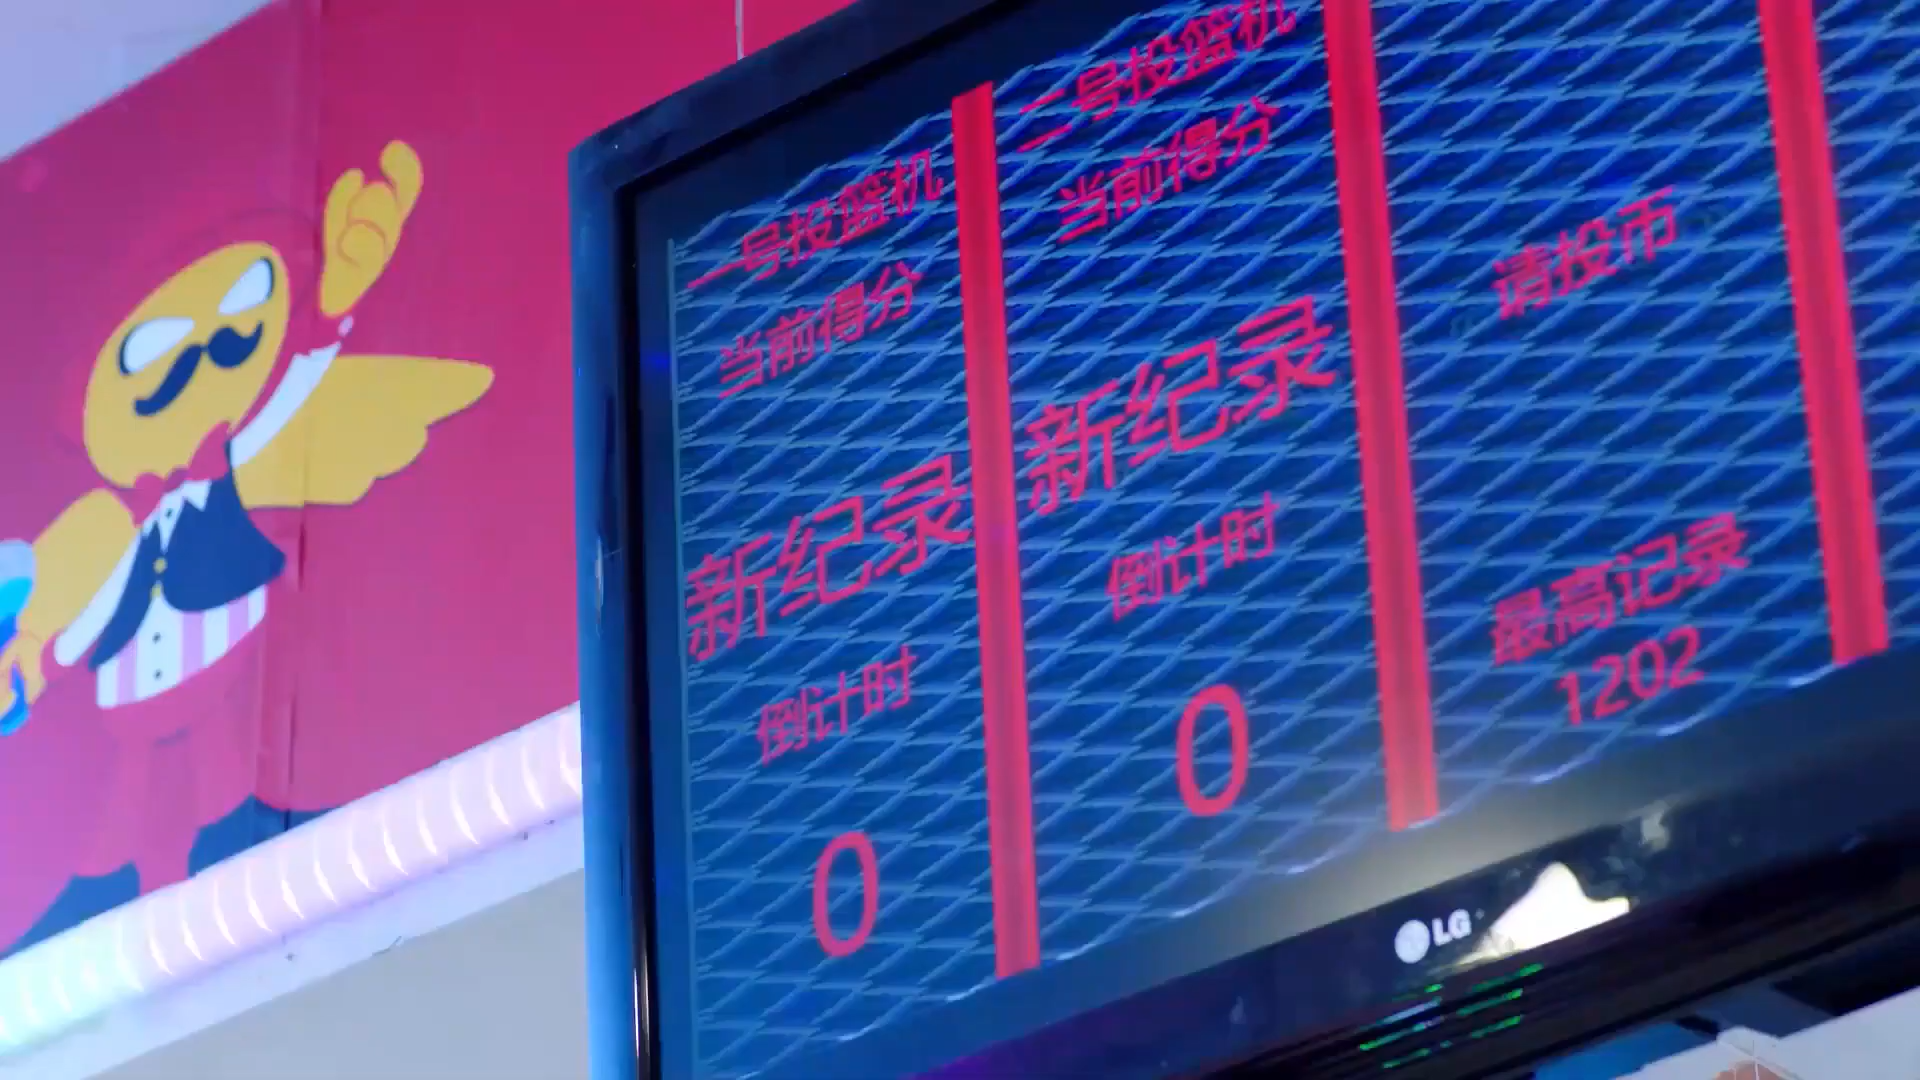 一号投篮机
当前得分
新纪录
倒计时
0
二号投篮机
当前得分
新纪录
倒计时
0
请投币
最高记录
1202
LG